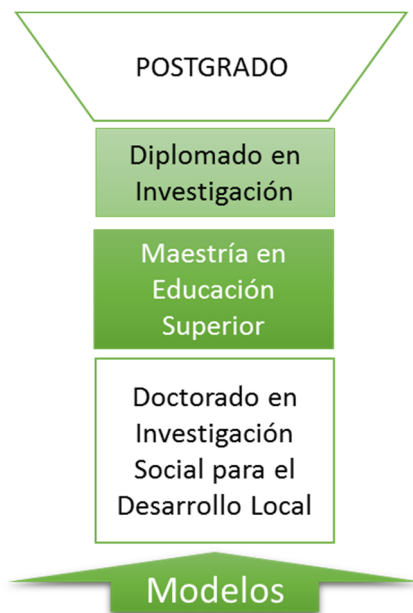 POSTGRADO
Diplomado en
Investigación
Maestría en
Educación
Superior
Doctorado en
Investigación
Social para el
Desarrollo Local
Modelos